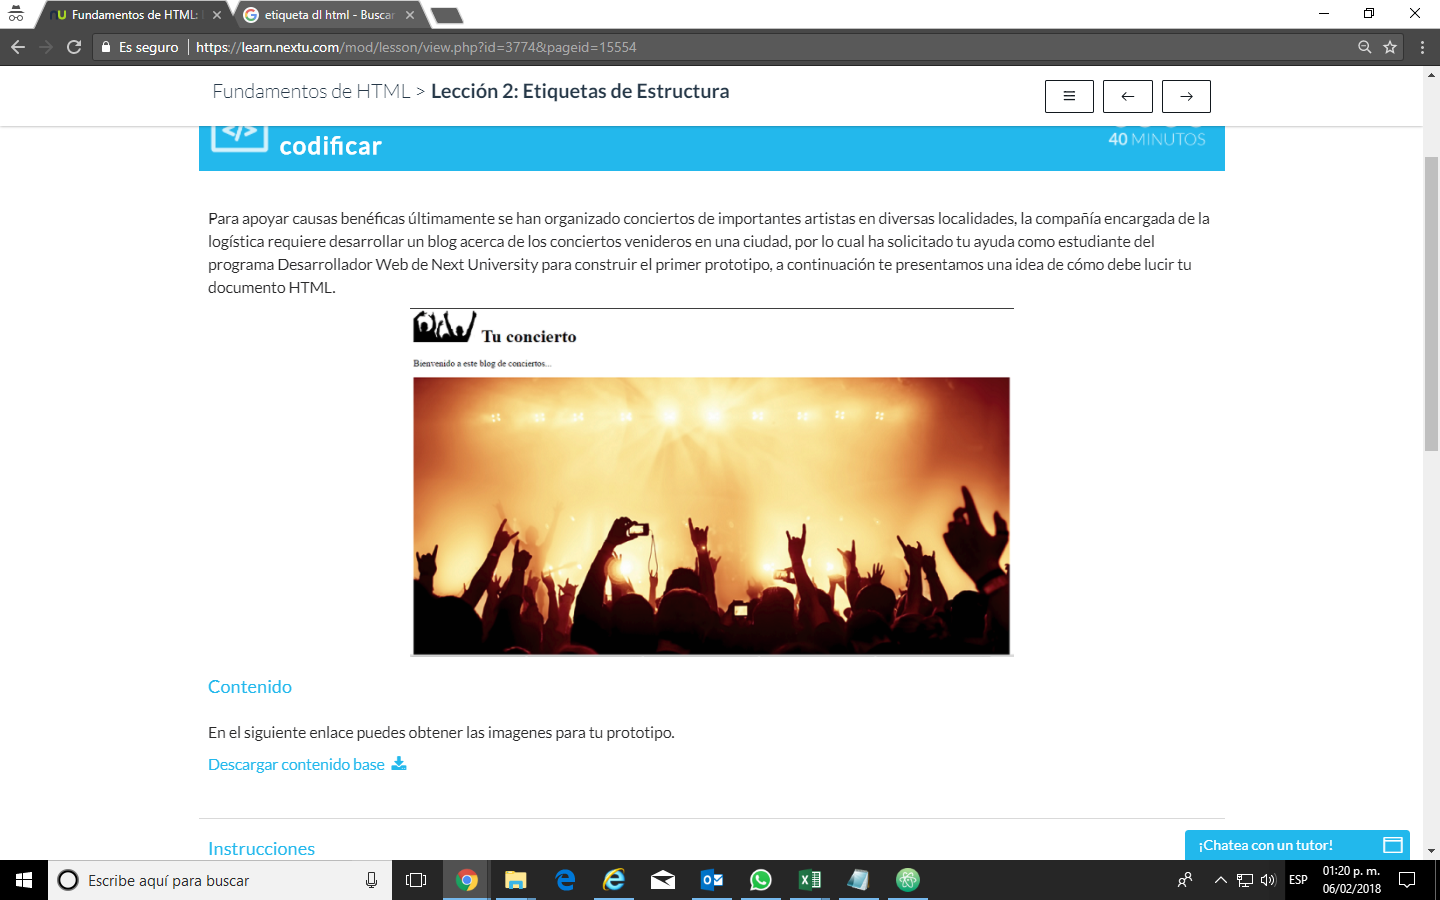 Fundamentos de HTML:
etiqueta dl html - Buscar
Es seguro
https://learn.nextu.com/mod/lesson/view.php?id=3774&pageid=15554
Fundamentos de HTML > Lección 2: Etiquetas de Estructura
codificar
40 MINUTOS
Para apoyar causas benéficas últimamente se han organizado conciertos de importantes artistas en diversas localidades, la compañía encargada de la
logística requiere desarrollar un blog acerca de los conciertos venideros en una ciudad, por lo cual ha solicitado tu ayuda como estudiante del
programa Desarrollador Web de Next University para construir el primer prototipo, a continuación te presentamos una idea de cómo debe lucir tu
documento HTML.
Tu concierto
Bienvenido a este blog de conciertos...
Contenido
En el siguiente enlace puedes obtener las imagenes para tu prototipo.
Descargar contenido base
Instrucciones
¡Chatea con un tutor!
Escribe aquí para buscar
ESP
01:20 p. m.
06/02/2018